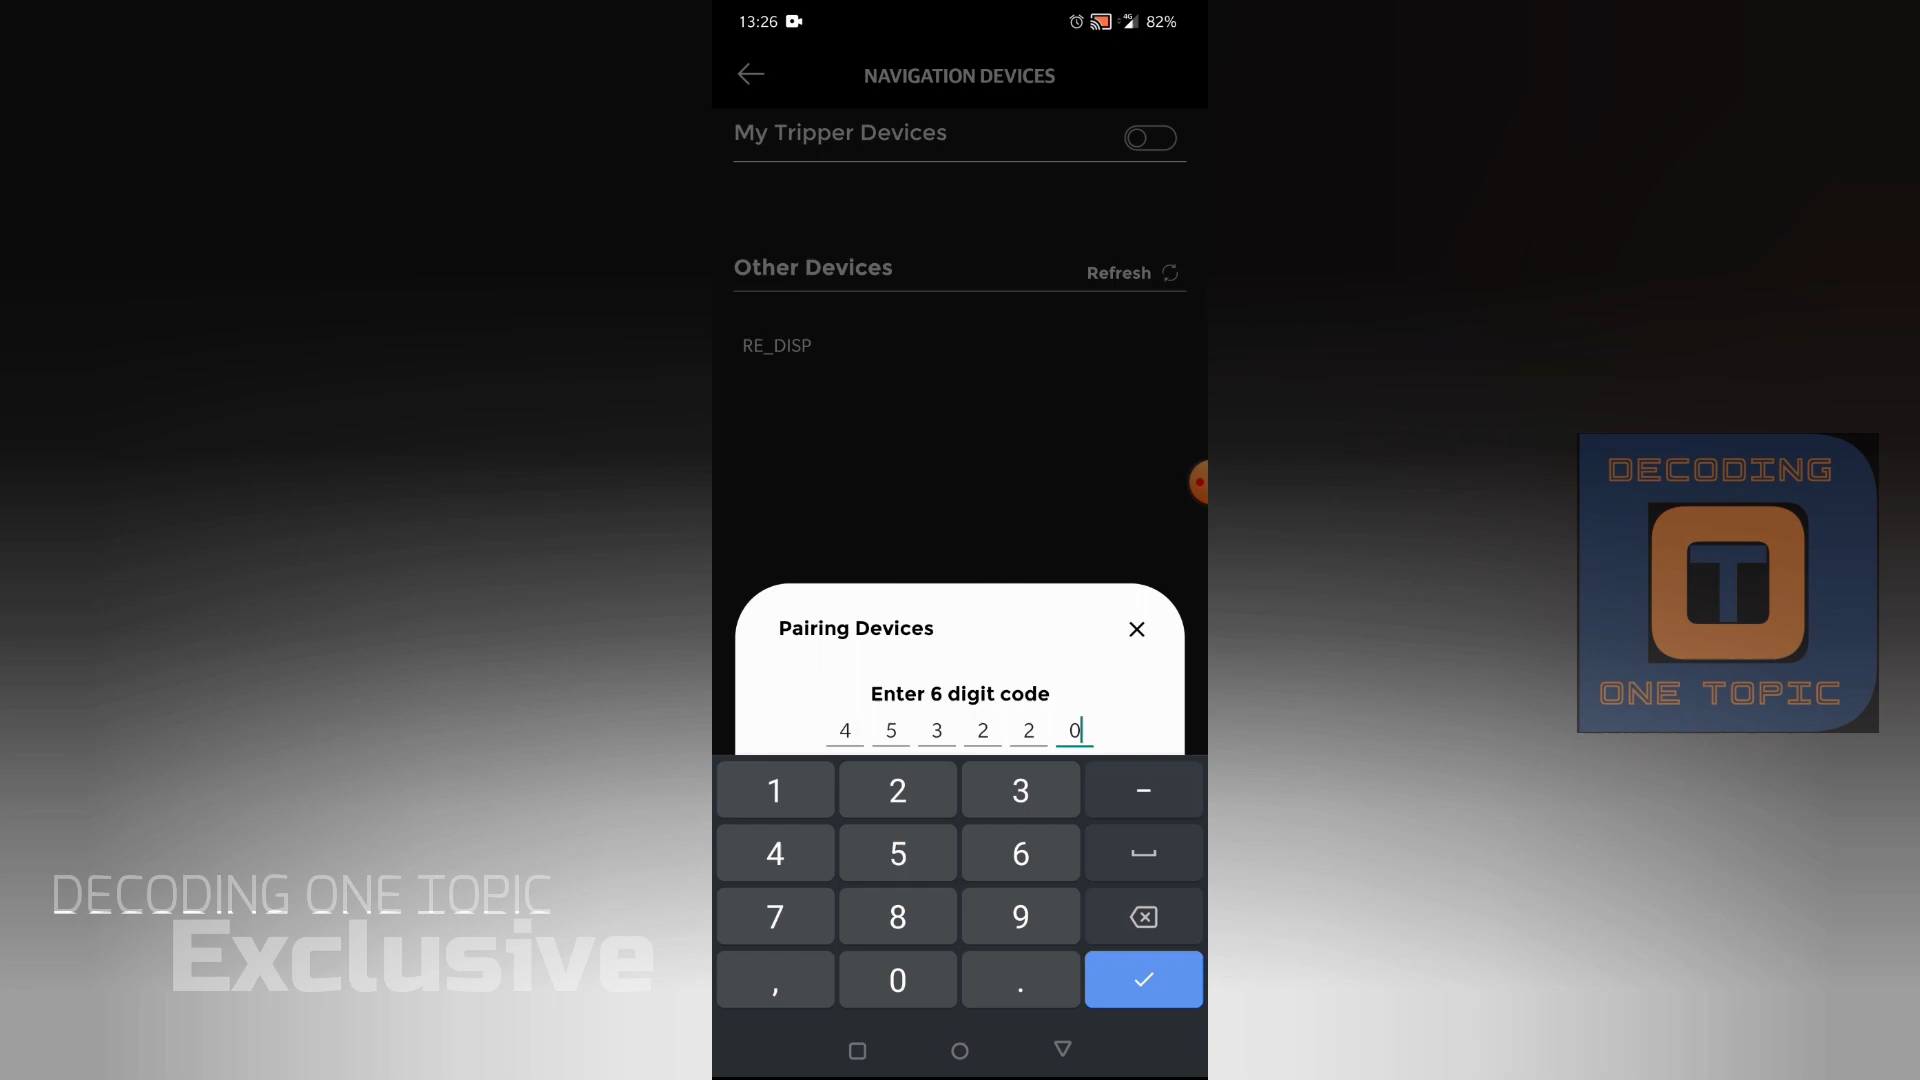 13:26
4G
82%
NAVIGATION DEVICES
My Tripper Devices
Other Devices
Refresh
RE_DISP
Pairing Devices
Enter 6 digit code
4 5 3 2 2 0
1 2 3 -
4 5 6
7 8 9
, 0 .
DECODING
OT
ONE TOPIC
DECODING ONE TOPIC
Exclusive